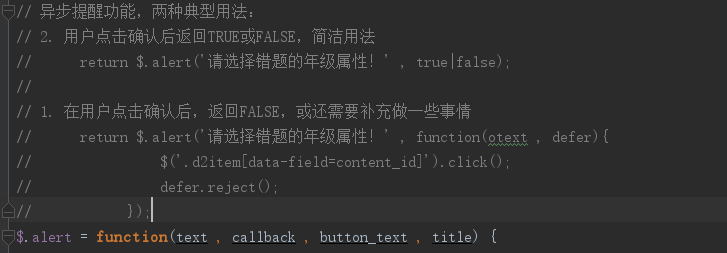 // 异步提醒功能，两种典型用法：
// 2. 用户点击确认后返回TRUE或FALSE，简洁用法
//    return $.alert('请选择错题的年级属性！' , true|false);
//
// 1. 在用户点击确认后，返回FALSE，或还需要补充做一些事情
//    return $.alert('请选择错题的年级属性！' , function(otext , defer){
//            $('.d2item[data-field=content_id]').click();
//            defer.reject();
//        });
$.alert = function(text , callback , button_text , title) {